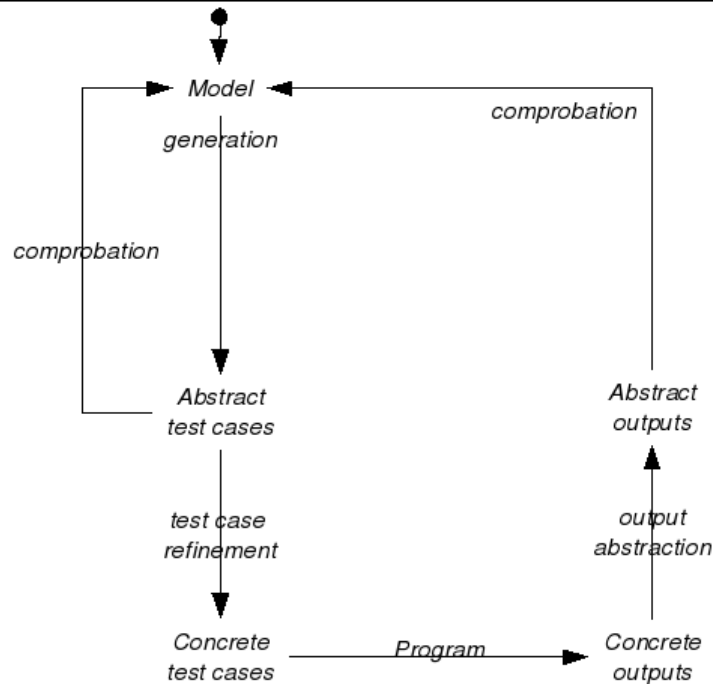 Model
generation
comprobation
comprobation
Abstract
test cases
Abstract
outputs
test case
refinement
output
abstraction
Concrete
test cases
Program
Concrete
outputs